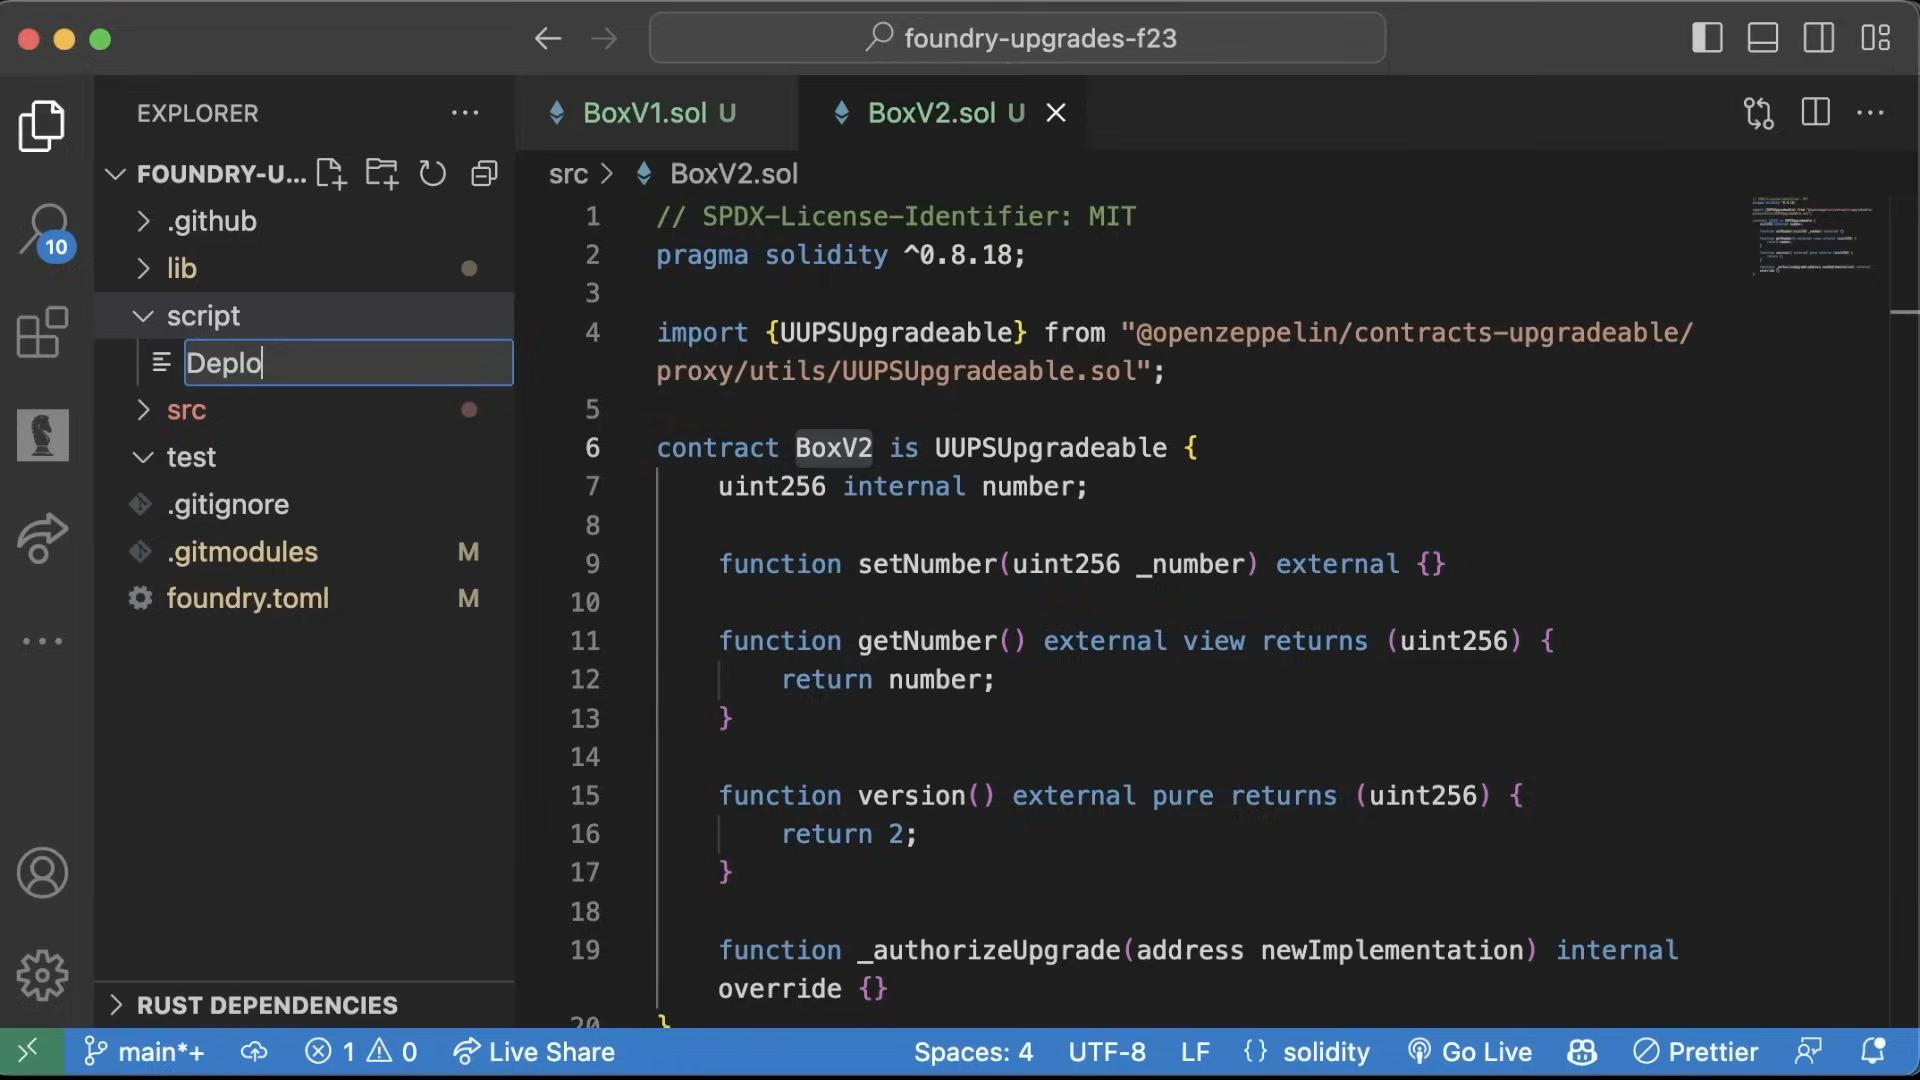 foundry-upgrades-f23
EXPLORER
BoxV1.sol U
BoxV2.sol U
FOUNDRY-U...
src > BoxV2.sol
.github
lib
script
Deplo
src
test
.gitignore
.gitmodules M
foundry.toml M
10
RUST DEPENDENCIES
1 // SPDX-License-Identifier: MIT
2 pragma solidity ^0.8.18;
3
4 import {UUPSUpgradeable} from "@openzeppelin/contracts-upgradeable/
proxy/utils/UUPSUpgradeable.sol";
5
6 contract BoxV2 is UUPSUpgradeable {
7 uint256 internal number;
8
9 function setNumber(uint256 _number) external {}
10
11 function getNumber() external view returns (uint256) {
12 return number;
13 }
14
15 function version() external pure returns (uint256) {
16 return 2;
17 }
18
19 function _authorizeUpgrade(address newImplementation) internal
override {}
20 }
main*+ 1 0 Live Share Spaces: 4 UTF-8 LF {} solidity Go Live Prettier